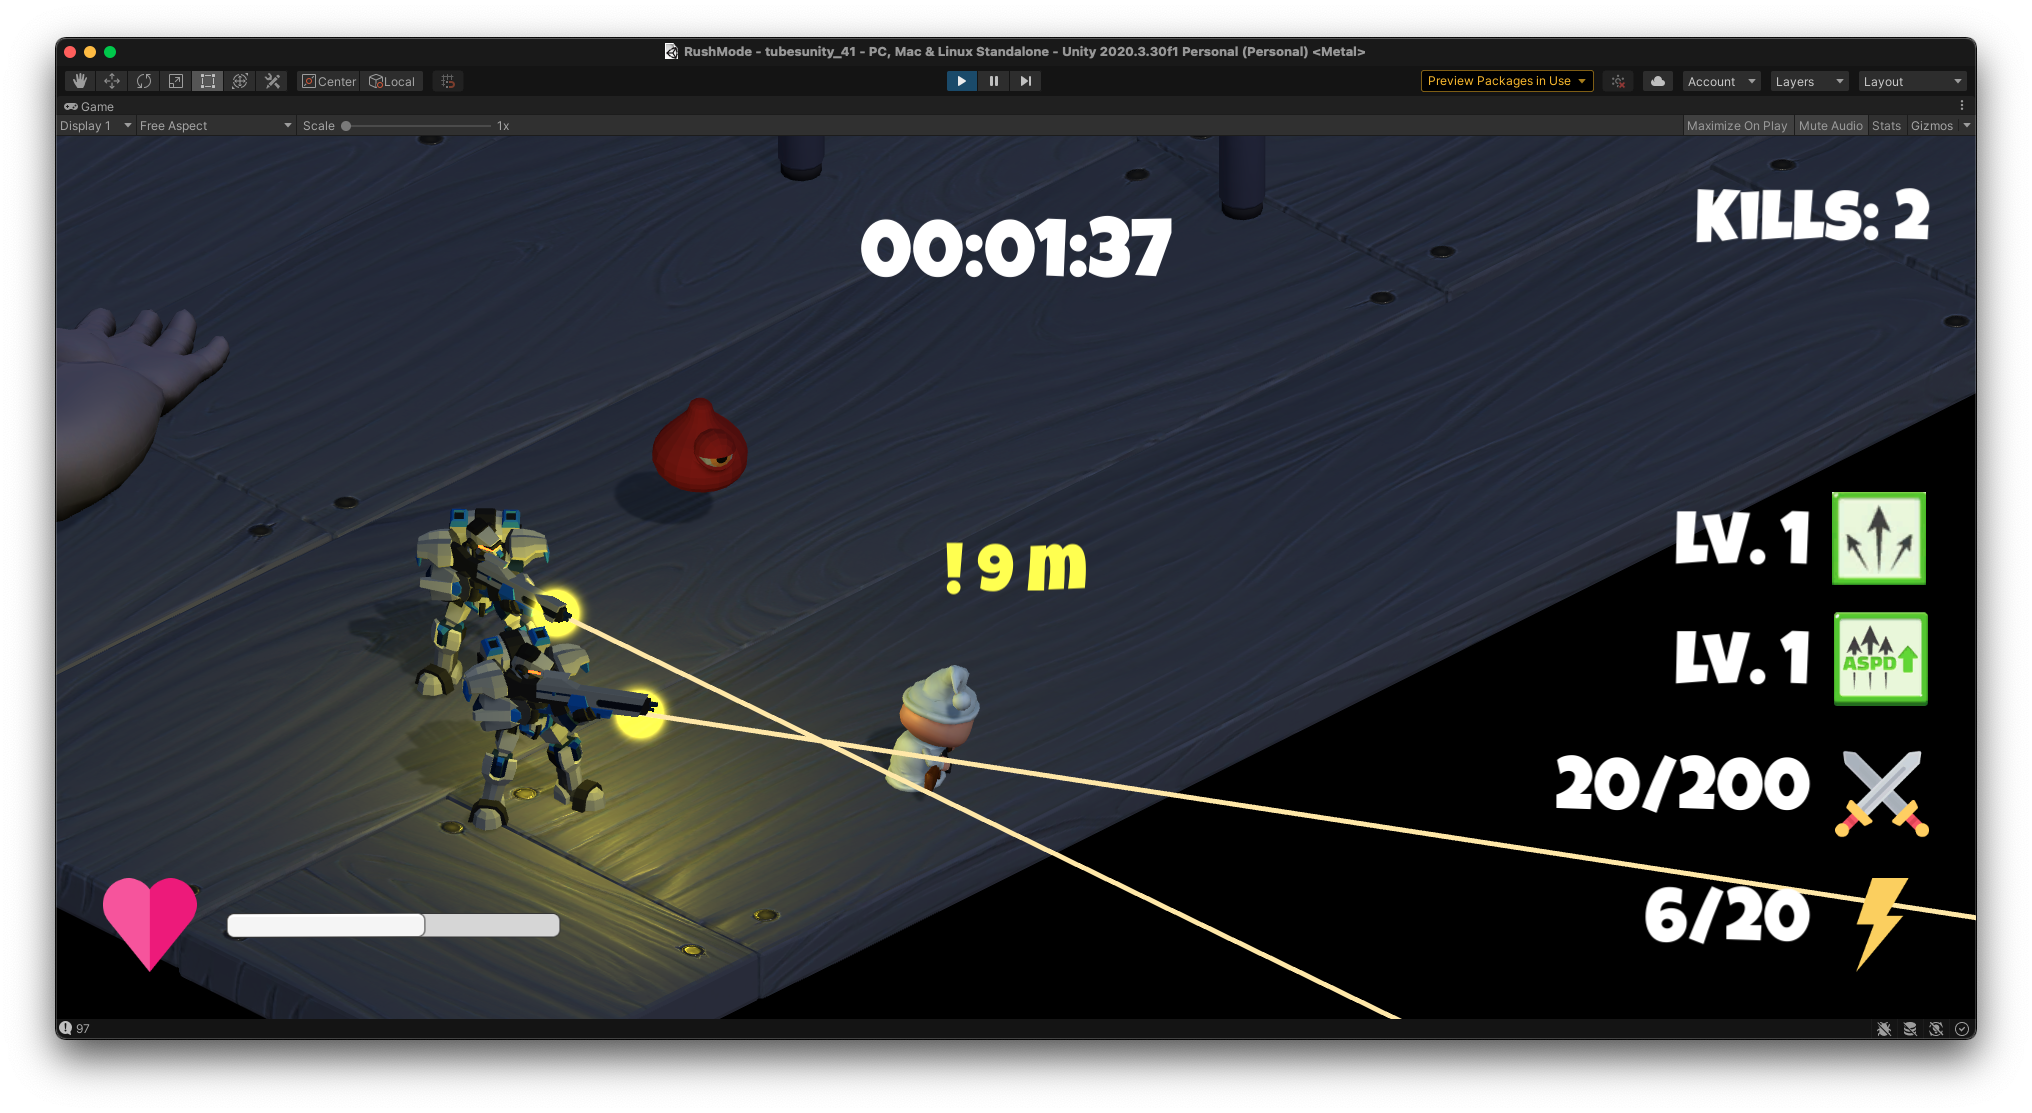 RushMode - tubesunity_41 - PC, Mac & Linux Standalone - Unity 2020.3.30f1 Personal (Personal) <Metal>
Center Local Preview Packages in Use Account Layers Layout
Game
Display 1 Free Aspect Scale 1x Maximize On Play Mute Audio Stats Gizmos
KILLS: 2
00:01:37
LV. 1
! 9 m
LV. 1 ASPD
20/200
6/20
97